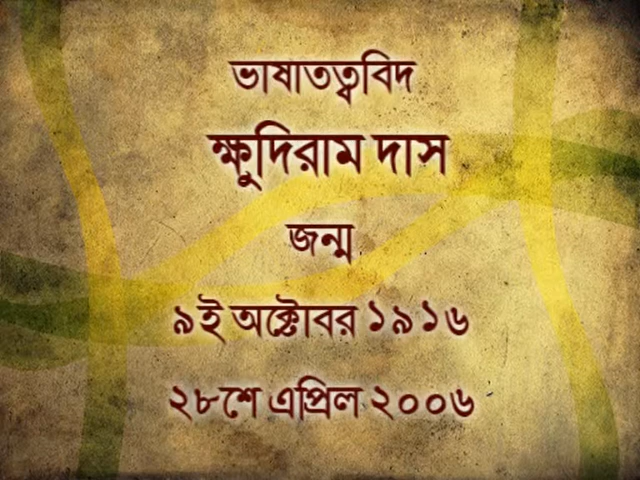 ভাষাতত্ববিদ
ক্ষুদিরাম দাস
জন্ম
৯ই অক্টোবর ১৯১৬
২৮শে এপ্রিল ২০০৬